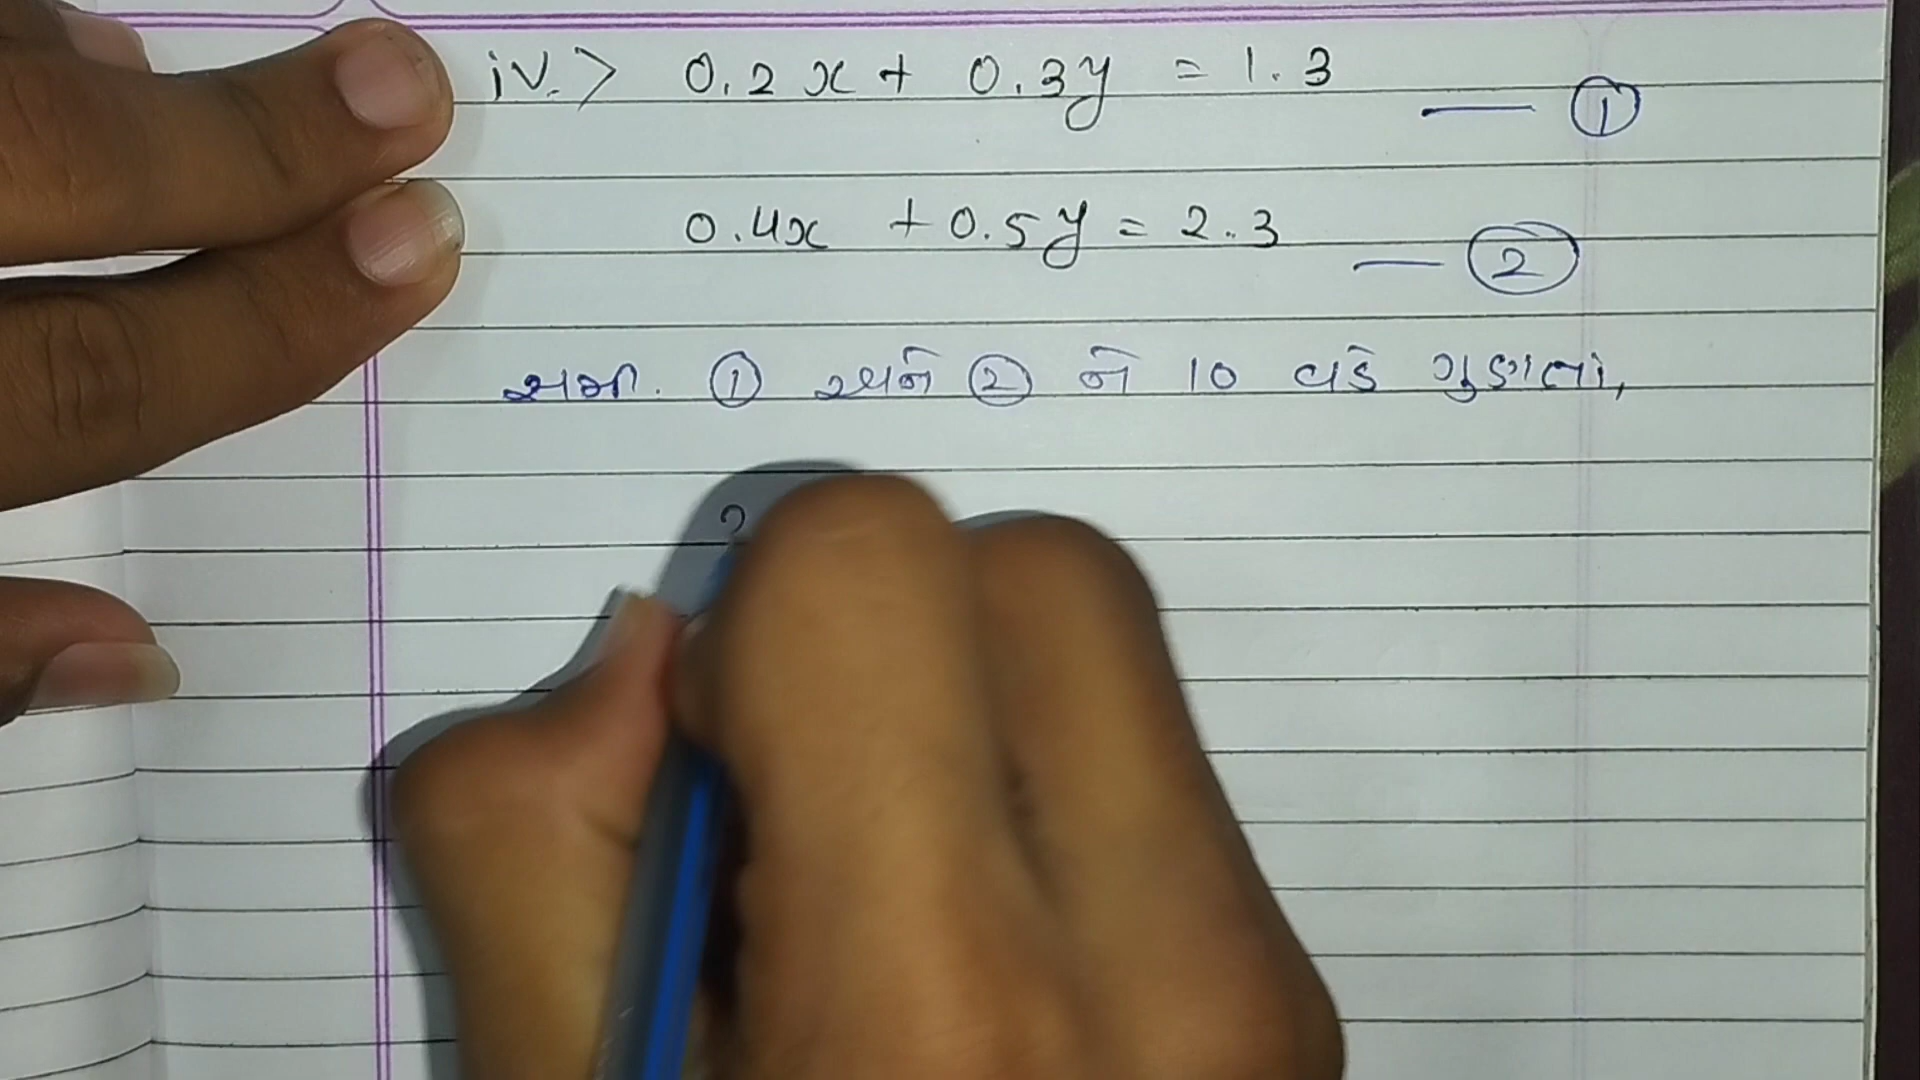 iv.> 0.2x + 0.3y = 1.3 — ①
0.4x + 0.5y = 2.3 — ②
સમી. ① અને ② ને 10 વડે ગુણતાં,
2